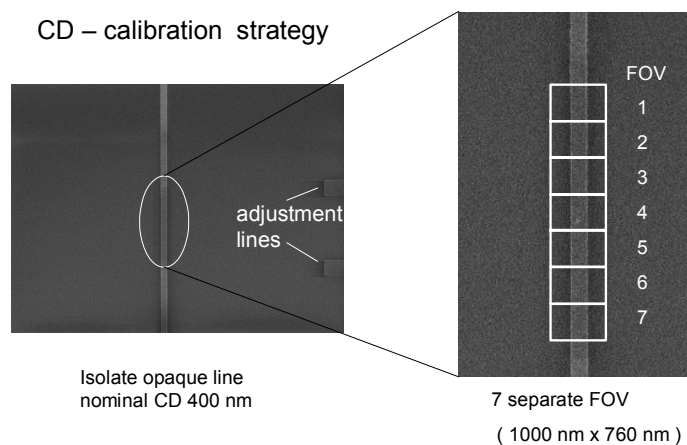 CD – calibration strategy
adjustment
lines
Isolate opaque line
nominal CD 400 nm
FOV
1
2
3
4
5
6
7
7 separate FOV
( 1000 nm x 760 nm )